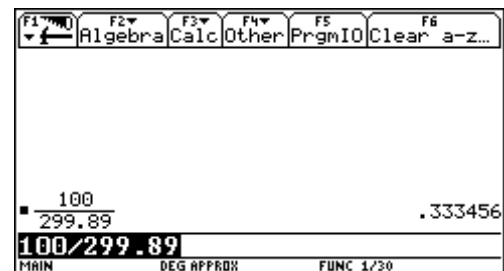 F1 F2 F3 F4 F5 F6
Algebra Calc Other PrgmIO Clear a-z…
100
299.89
.333456
100/299.89
MAIN DEG APPROX FUNC 1/30